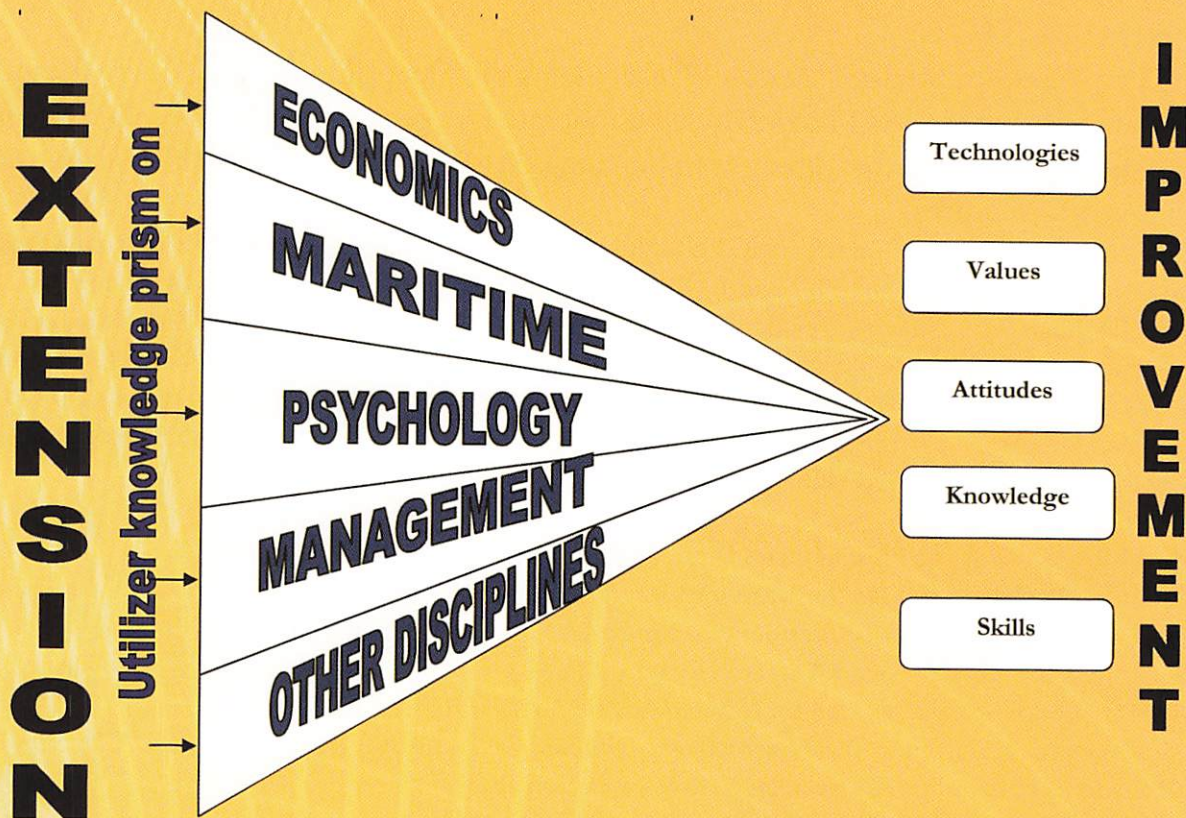 EXTENSION
Utilizer knowledge prism on
ECONOMICS
MARITIME
PSYCHOLOGY
MANAGEMENT
OTHER DISCIPLINES
Technologies
Values
Attitudes
Knowledge
Skills
IMPROVEMENT